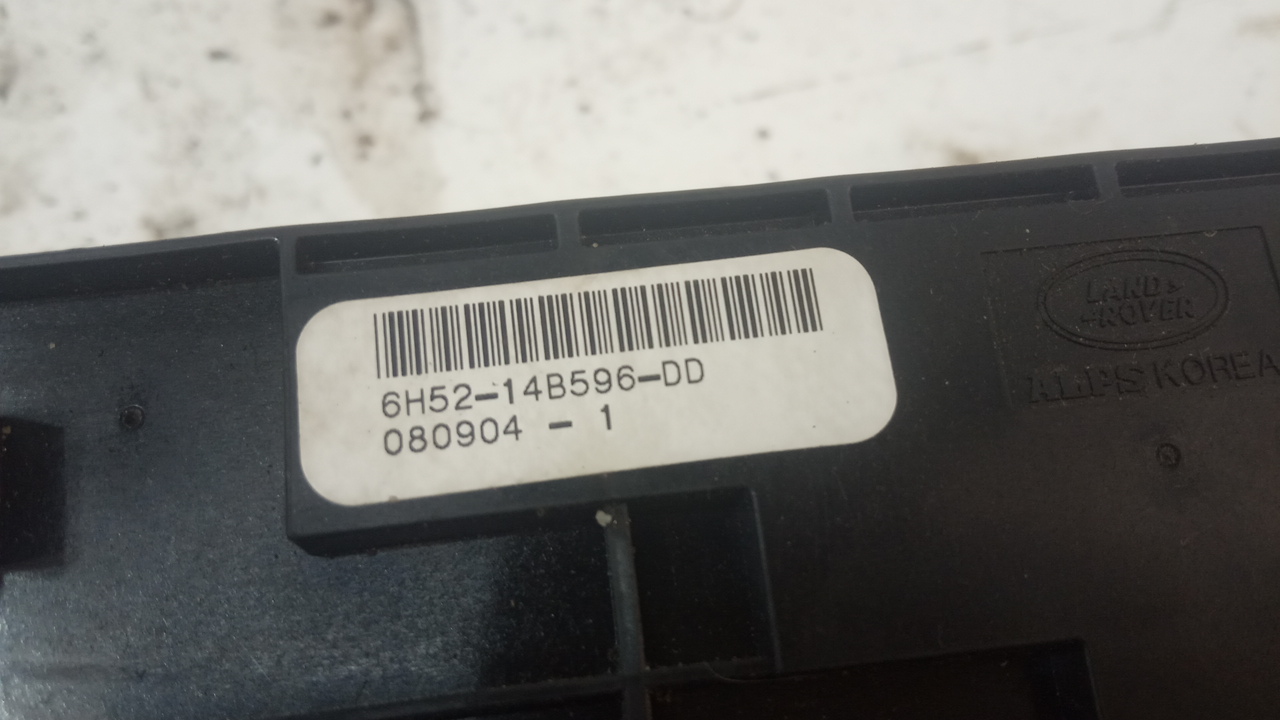 6H52-14B596-DD
080904 - 1
LAND
ROVER
ALPS KOREA